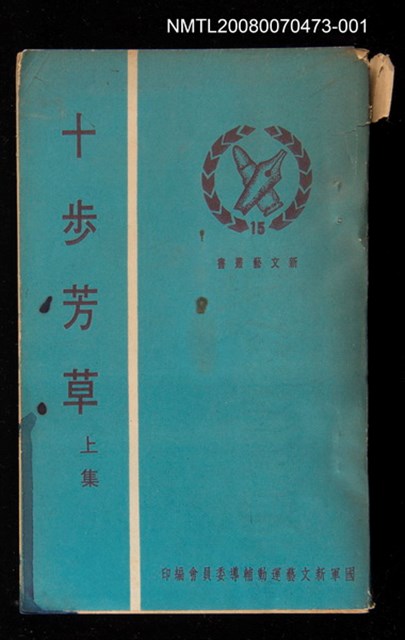 NMTL20080070473-001
十步芳草
上集
15
新文藝叢書
國軍新文藝運動輔導委員會編印